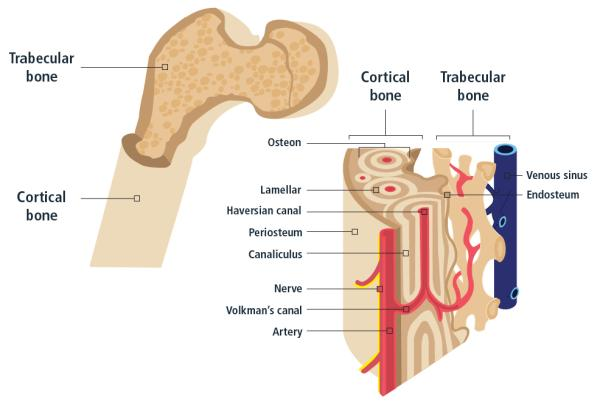 Trabecular
bone
Cortical
bone
Cortical
bone
Trabecular
bone
Osteon
Lamellar
Haversian canal
Periosteum
Canaliculus
Nerve
Volkman's canal
Artery
Venous sinus
Endosteum